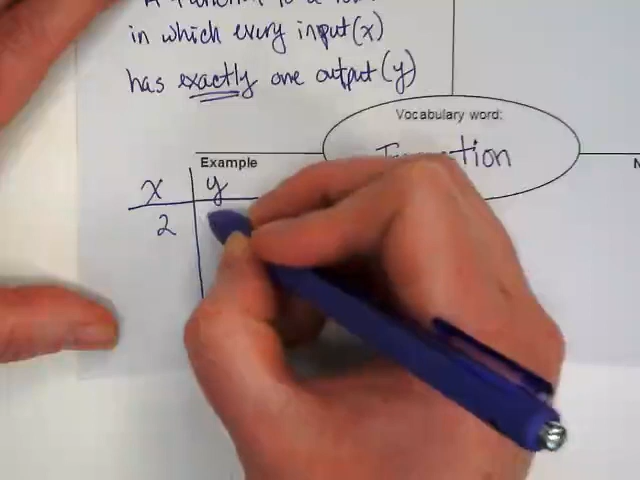 in which every input (x)
has exactly one output (y)
Vocabulary word:
Example
x y
2